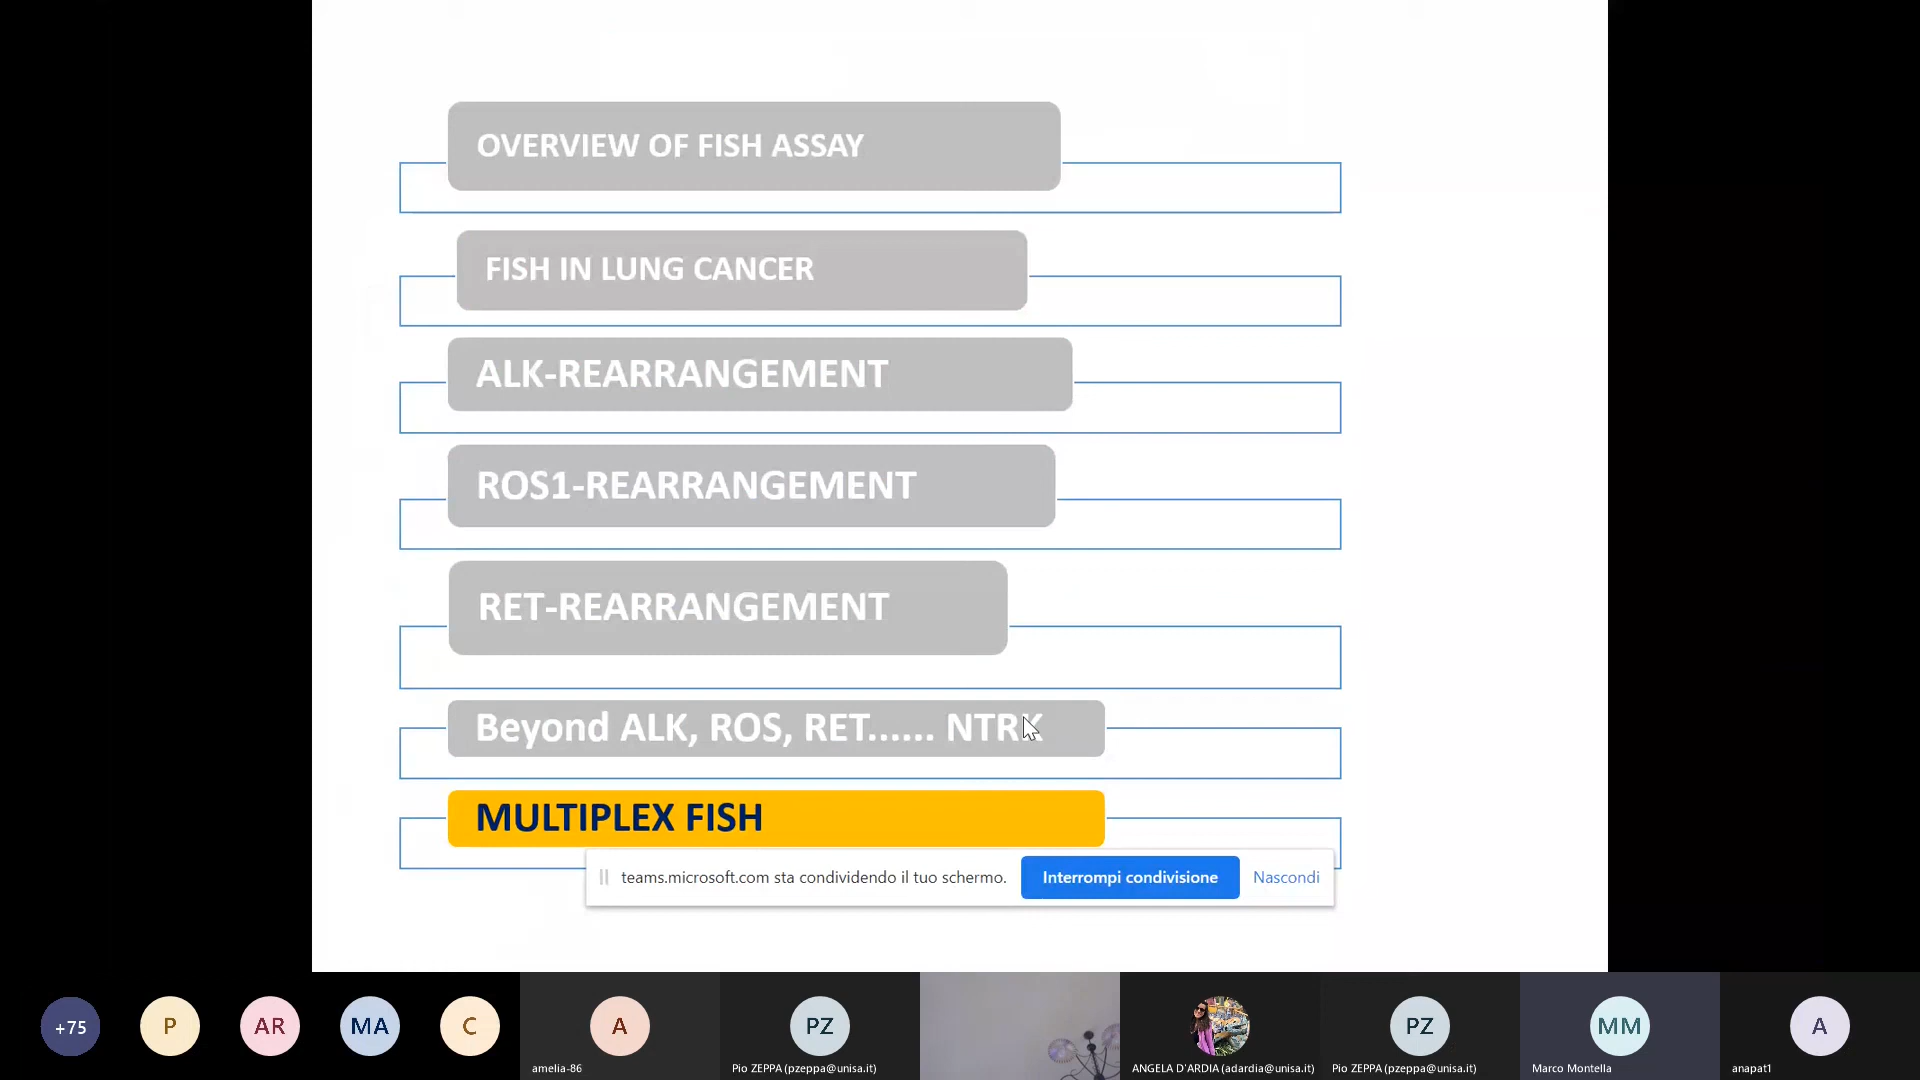 OVERVIEW OF FISH ASSAY
FISH IN LUNG CANCER
ALK-REARRANGEMENT
ROS1-REARRANGEMENT
RET-REARRANGEMENT
Beyond ALK, ROS, RET...... NTRK
MULTIPLEX FISH
teams.microsoft.com sta condividendo il tuo schermo.
Interrompi condivisione
Nascondi
+75
P
AR
MA
C
A
amelia-86
PZ
Pio ZEPPA (pzeppa@unisa.it)
ANGELA D'ARDIA (adardia@unisa.it)
PZ
Pio ZEPPA (pzeppa@unisa.it)
MM
Marco Montella
A
anapat1